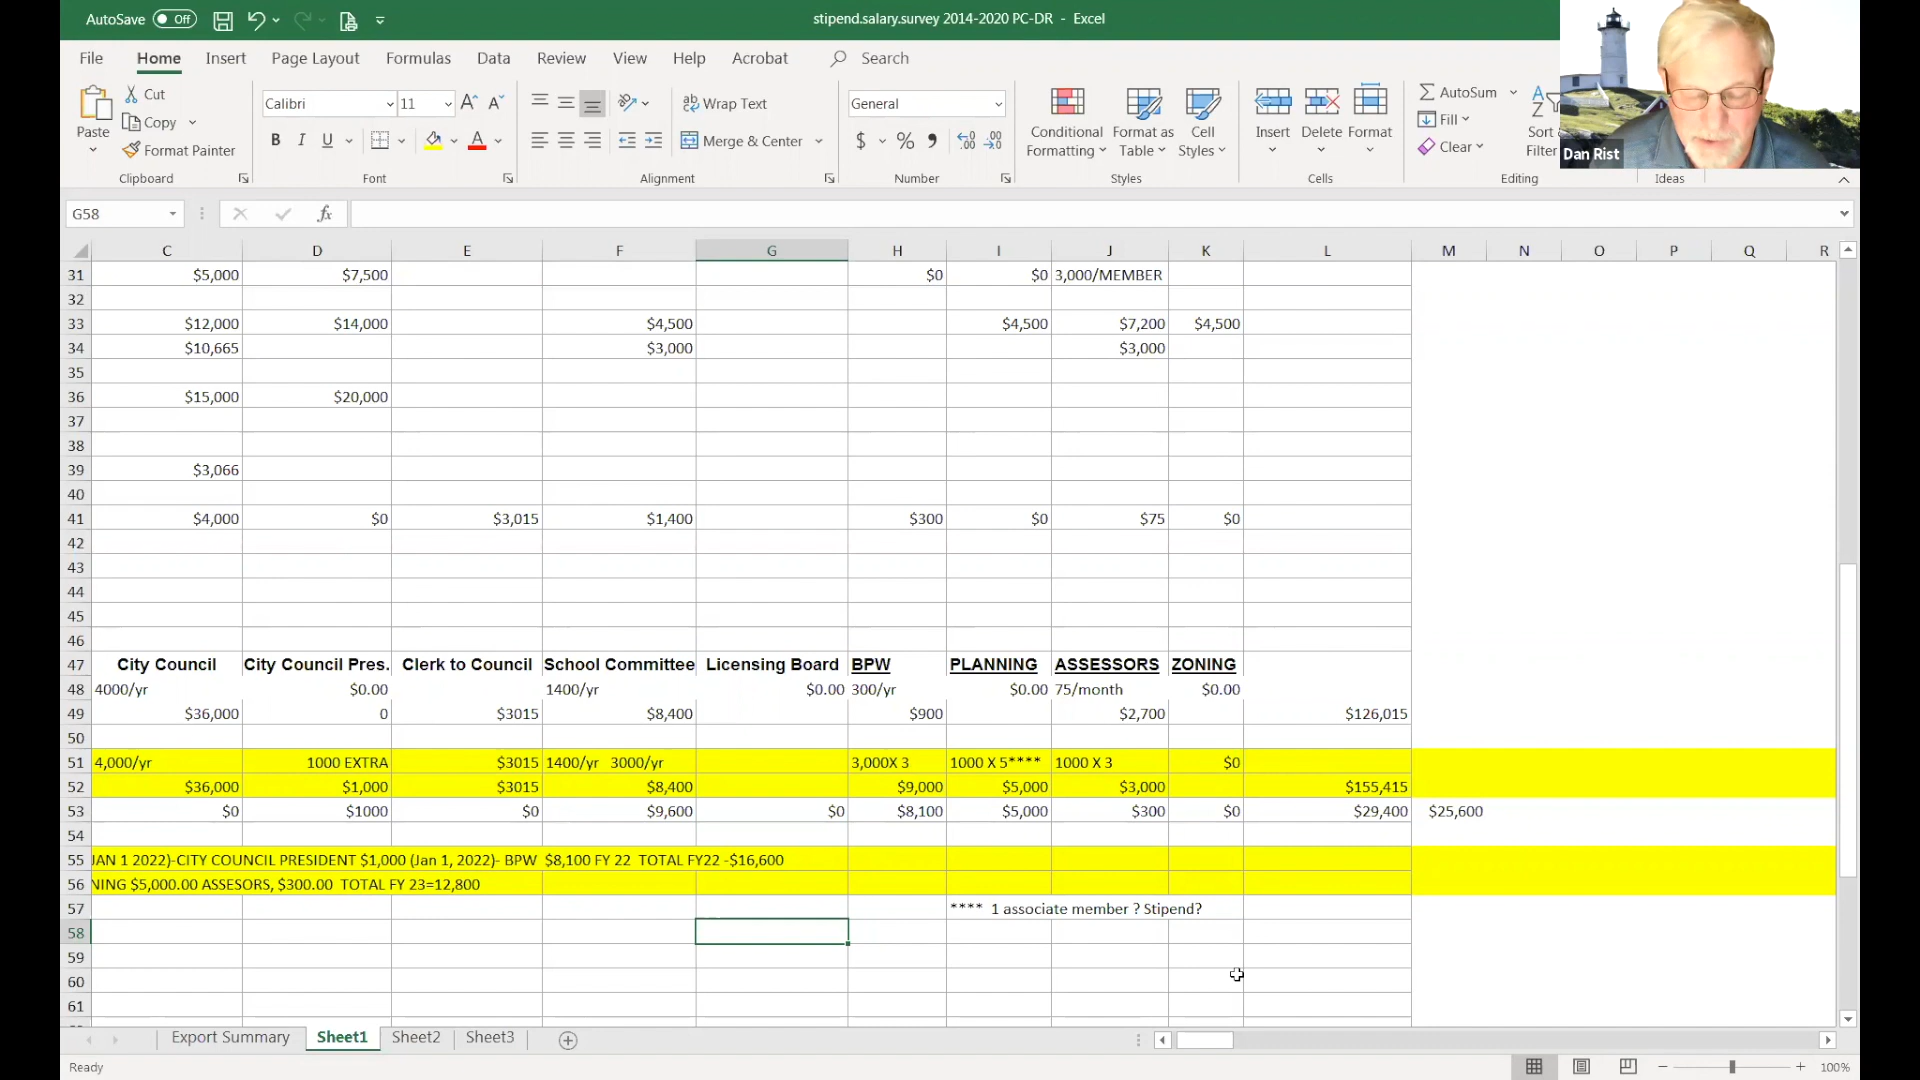 AutoSave Off stipend.salary.survey 2014-2020 PC-DR - Excel
File Home Insert Page Layout Formulas Data Review View Help Acrobat Search
Paste Cut Copy Format Painter Clipboard
Calibri 11 A A B I U A Font
ab Wrap Text Merge & Center Alignment
General $ % , Number
Conditional Formatting Format as Table Cell Styles Styles
Insert Delete Format Cells
AutoSum Fill Clear Sort Filter Editing Ideas
Dan Rist
G58 fx
C D E F G H I J K L M N O P Q R
31 $5,000 $7,500 $0 $0 3,000/MEMBER
32
33 $12,000 $14,000 $4,500 $4,500 $7,200 $4,500
34 $10,665 $3,000 $3,000
35
36 $15,000 $20,000
37
38
39 $3,066
40
41 $4,000 $0 $3,015 $1,400 $300 $0 $75 $0
42
43
44
45
46
47 City Council City Council Pres. Clerk to Council School Committee Licensing Board BPW PLANNING ASSESSORS ZONING
48 4000/yr $0.00 1400/yr $0.00 300/yr $0.00 75/month $0.00
49 $36,000 0 $3015 $8,400 $900 $2,700 $126,015
50
51 4,000/yr 1000 EXTRA $3015 1400/yr 3000/yr 3,000X 3 1000 X 5**** 1000 X 3 $0
52 $36,000 $1,000 $3015 $8,400 $9,000 $5,000 $3,000 $155,415
53 $0 $1000 $0 $9,600 $0 $8,100 $5,000 $300 $0 $29,400 $25,600
54
55 JAN 1 2022)-CITY COUNCIL PRESIDENT $1,000 (Jan 1, 2022)- BPW $8,100 FY 22 TOTAL FY22 -$16,600
56 NING $5,000.00 ASSESORS, $300.00 TOTAL FY 23=12,800
57 **** 1 associate member ? Stipend?
58
59
60
61
Export Summary Sheet1 Sheet2 Sheet3
Ready 100%